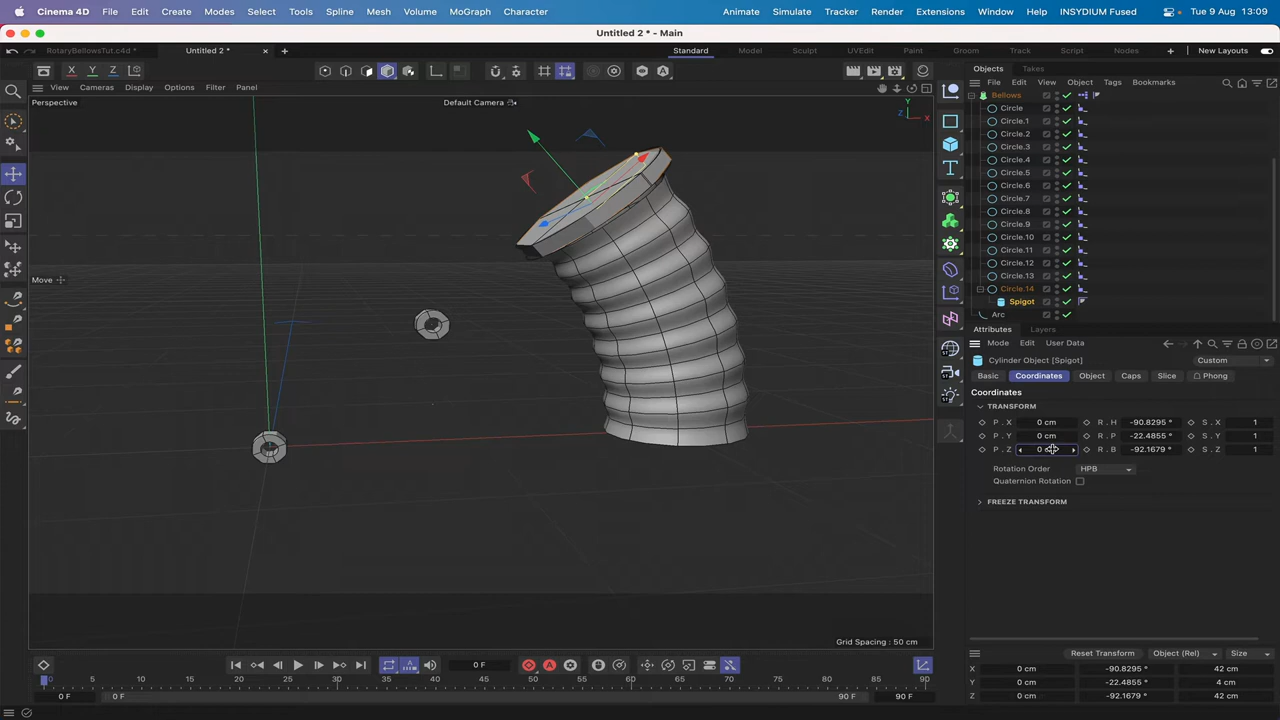 Cinema 4D File Edit Create Modes Select Tools Spline Mesh Volume MoGraph Character Animate Simulate Tracker Render Extensions Window Help INSYDIUM Fused Tue 9 Aug 13:09
Untitled 2 * - Main
RotaryBellowsTut.c4d * Untitled 2 * × + Standard Model Sculpt UVEdit Paint Groom Track Script Nodes + New Layouts
X Y Z
Objects Takes
File Edit View Object Tags Bookmarks
View Cameras Display Options Filter Panel
Perspective Default Camera
Y
Z X
Bellows
Circle
Circle.1
Circle.2
Circle.3
Circle.4
Circle.5
Circle.6
Circle.7
Circle.8
Circle.9
Circle.10
Circle.11
Circle.12
Circle.13
Circle.14
Spigot
Arc
Move
Attributes Layers
Mode Edit User Data
Cylinder Object [Spigot] Custom
Basic Coordinates Object Caps Slice Phong
Coordinates
TRANSFORM
P . X 0 cm R . H -90.8295 ° S . X 1
P . Y 0 cm R . P -22.4855 ° S . Y 1
P . Z 0 R . B -92.1679 ° S . Z 1
Rotation Order HPB
Quaternion Rotation
FREEZE TRANSFORM
Grid Spacing : 50 cm
Reset Transform Object (Rel) Size
0 F
X 0 cm -90.8295 ° 42 cm
0 5 10 15 20 25 30 35 40 45 50 55 60 65 70 75 80 85 90
Y 0 cm -22.4855 ° 4 cm
0 F 0 F 90 F 90 F
Z 0 cm -92.1679 ° 42 cm